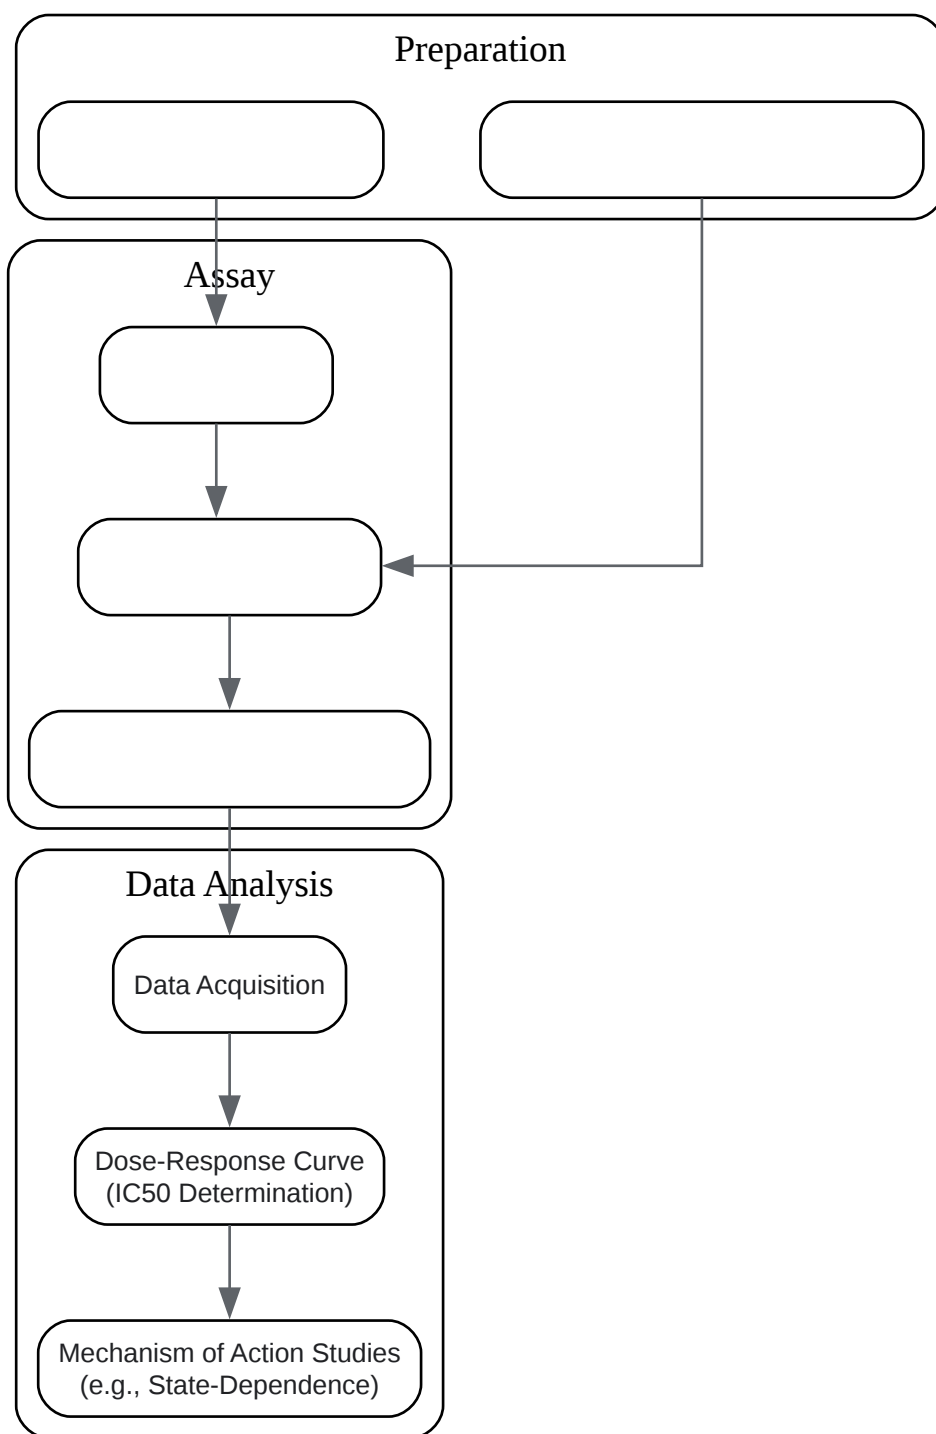 Preparation
Assay
Data Analysis
Data Acquisition
Dose-Response Curve
(IC50 Determination)
Mechanism of Action Studies
(e.g., State-Dependence)